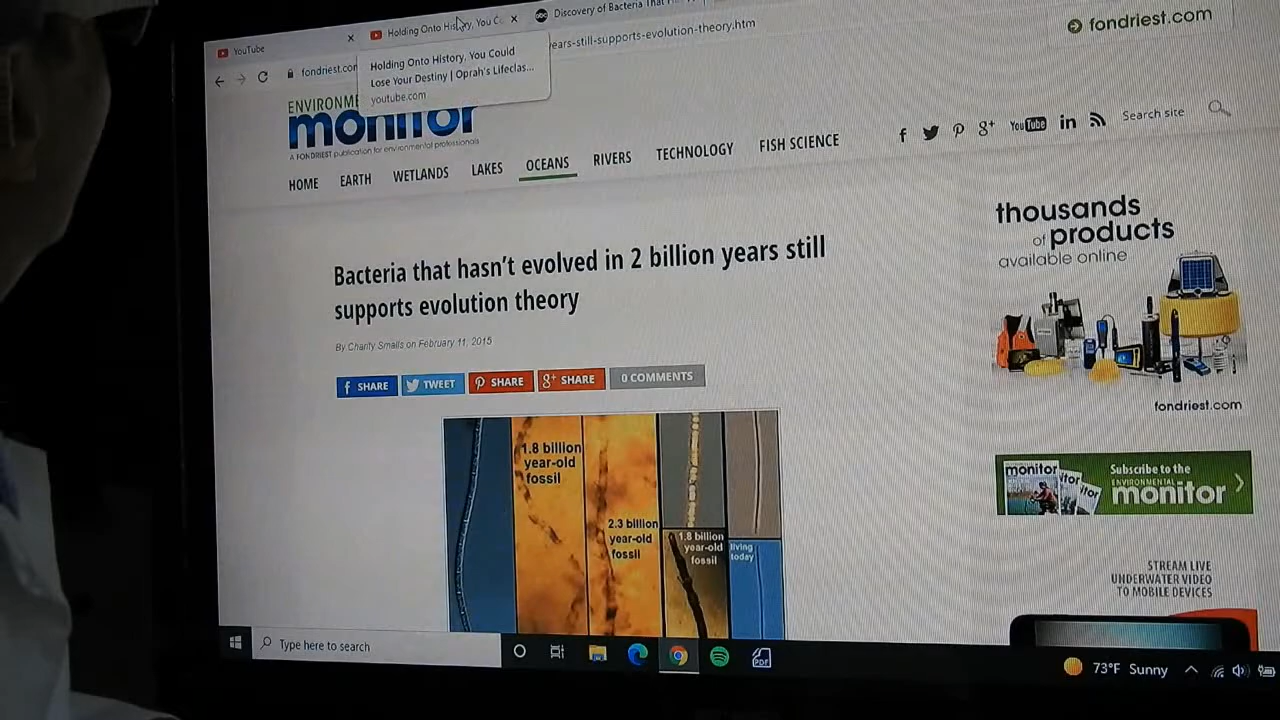 YouTube
Holding Onto History, You C
Discovery of Bacteria That
fondriest.com
ears-still-supports-evolution-theory.htm
Holding Onto History, You Could
Lose Your Destiny | Oprah's Lifeclas...
youtube.com
fondriest.com
ENVIRONME
monitor
A FONDRIEST publication for environmental professionals
f
g+
YouTube
in
Search site
HOME EARTH WETLANDS LAKES OCEANS RIVERS TECHNOLOGY FISH SCIENCE
Bacteria that hasn't evolved in 2 billion years still
supports evolution theory
By Charity Smalls on February 11, 2015
f SHARE
TWEET
SHARE
g+ SHARE
0 COMMENTS
1.8 billion
year-old
fossil
2.3 billion
year-old
fossil
1.8 billion
year-old
fossil
living
today
thousands
of products
available online
fondriest.com
monitor
Subscribe to the
ENVIRONMENTAL
monitor
STREAM LIVE
UNDERWATER VIDEO
TO MOBILE DEVICES
Type here to search
PDF
73°F Sunny